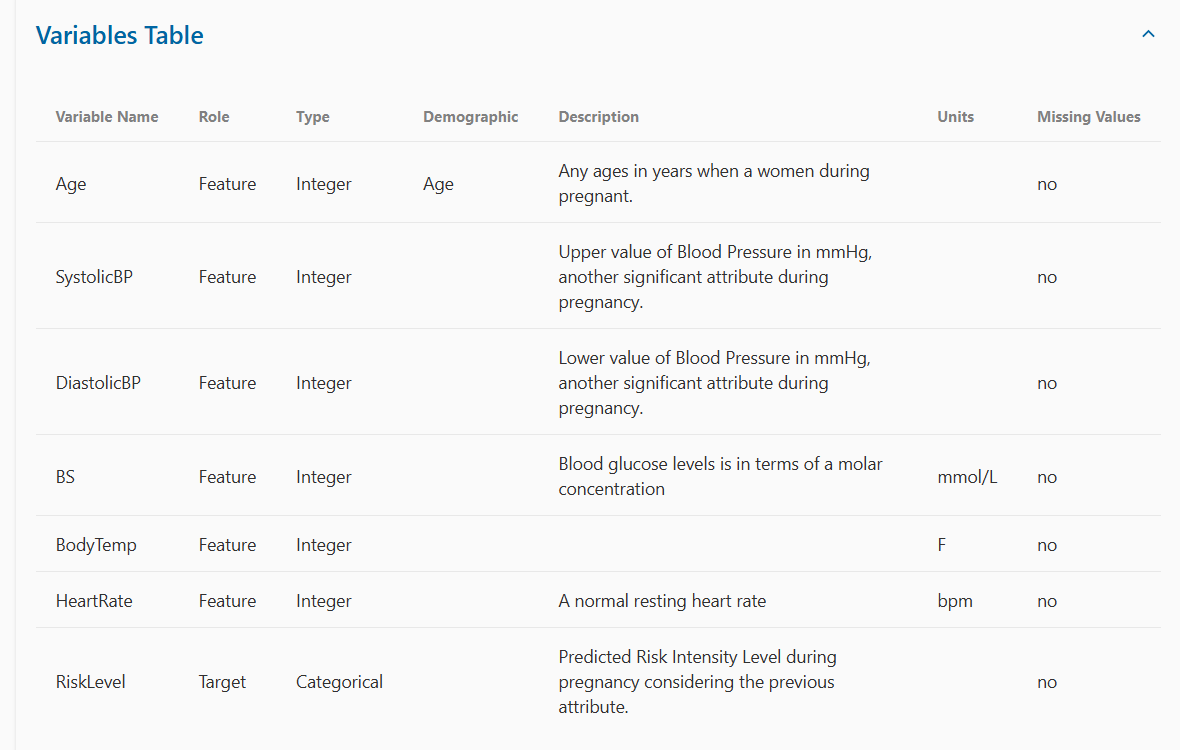 Variables Table
Variable Name Role Type Demographic Description Units Missing Values
Age Feature Integer Age Any ages in years when a women during
pregnant. no
SystolicBP Feature Integer Upper value of Blood Pressure in mmHg,
another significant attribute during
pregnancy. no
DiastolicBP Feature Integer Lower value of Blood Pressure in mmHg,
another significant attribute during
pregnancy. no
BS Feature Integer Blood glucose levels is in terms of a molar
concentration mmol/L no
BodyTemp Feature Integer F no
HeartRate Feature Integer A normal resting heart rate bpm no
RiskLevel Target Categorical Predicted Risk Intensity Level during
pregnancy considering the previous
attribute. no